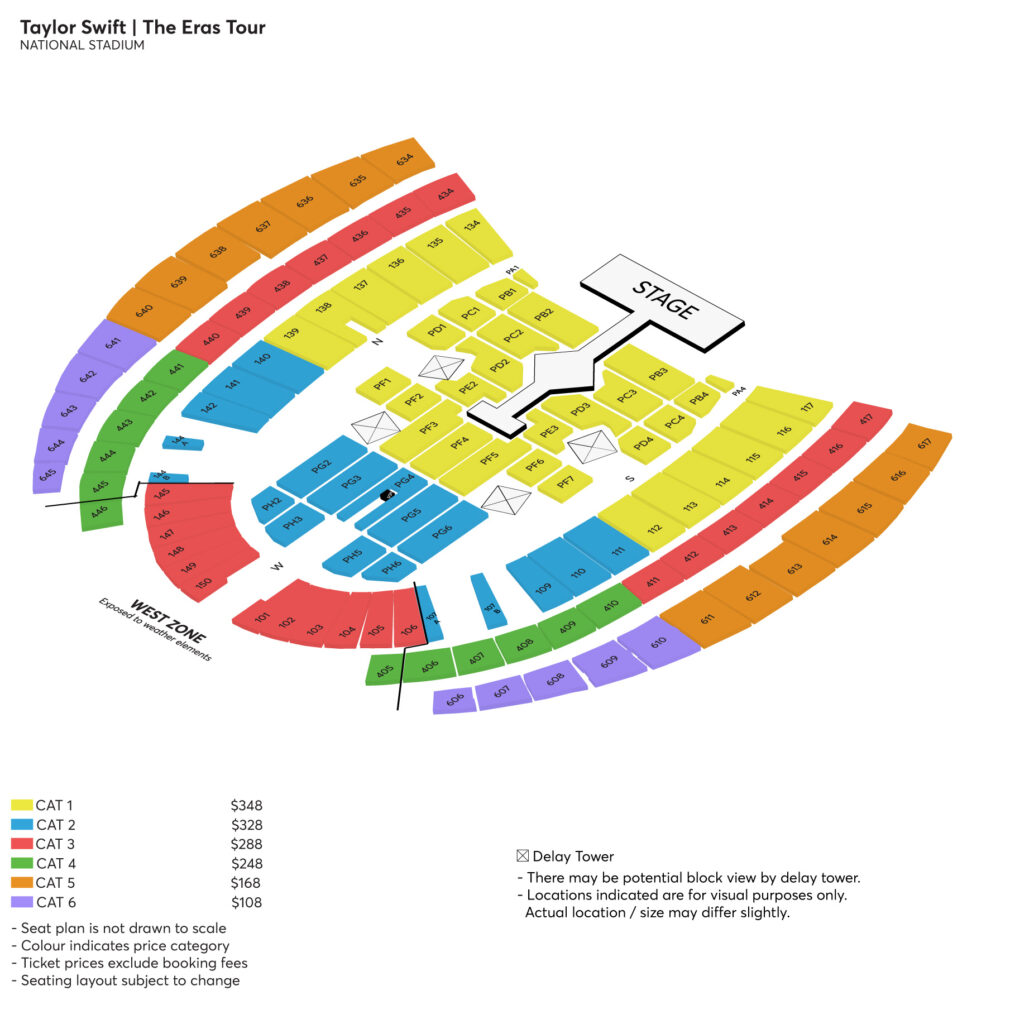 Taylor Swift | The Eras Tour
NATIONAL STADIUM
634
635
636
637
638
639
640
641
642
643
644
645
434
435
436
437
438
439
440
441
442
443
444
445
446
134
135
136
137
138
139
140
141
142
144 A
144 B
145
146
147
148
149
150
N
PA1
PB1
PB2
PC1
PC2
PD1
PD2
PE2
PF1
PF2
PF3
PF4
PF5
PF6
PF7
STAGE
PB3
PA4
PB4
PC3
PC4
PD3
PD4
PE3
S
PG2
PG3
PG4
PG5
PG6
PH2
PH3
PH5
PH6
W
WEST ZONE
Exposed to weather elements
101
102
103
104
105
106
107 A
107 B
109
110
111
112
113
114
115
116
117
405
406
407
408
409
410
411
412
413
414
415
416
417
606
607
608
609
610
611
612
613
614
615
616
617
CAT 1 $348
CAT 2 $328
CAT 3 $288
CAT 4 $248
CAT 5 $168
CAT 6 $108
- Seat plan is not drawn to scale
- Colour indicates price category
- Ticket prices exclude booking fees
- Seating layout subject to change
Delay Tower
- There may be potential block view by delay tower.
- Locations indicated are for visual purposes only.
Actual location / size may differ slightly.